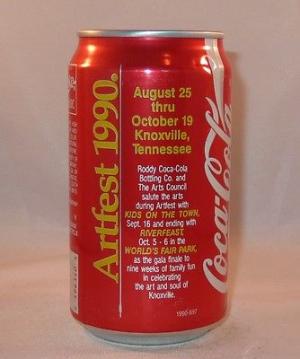 Artfest 1990.
August 25
thru
October 19
Knoxville,
Tennessee
Roddy Coca-Cola
Bottling Co. and
The Arts Council
salute the arts
during Artfest with
KIDS ON THE TOWN,
Sept. 16 and ending with
RIVERFEAST,
Oct. 5 - 6 in the
WORLD'S FAIR PARK,
as the gala finale to
nine weeks of family fun
in celebrating
the art and soul of
Knoxville.
Coca-Cola